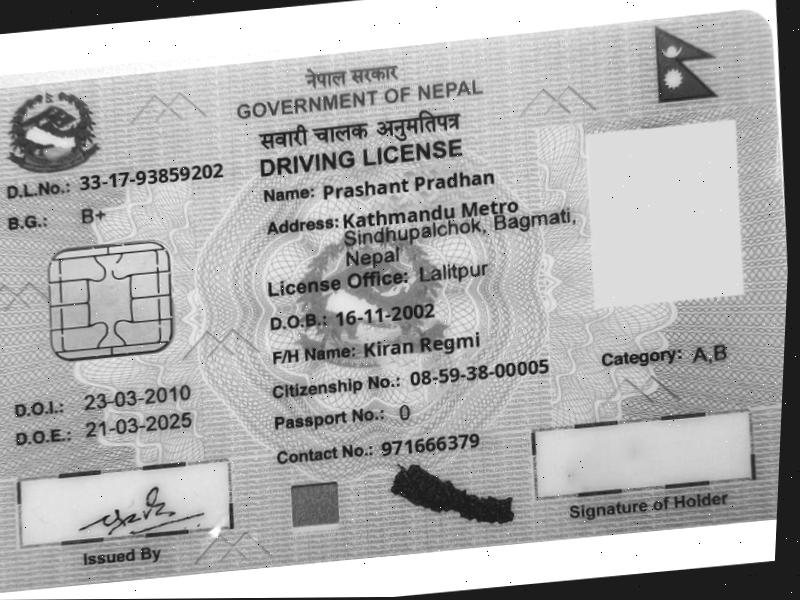 नेपाल सरकार
GOVERNMENT OF NEPAL
सवारी चालक अनुमतिपत्र
DRIVING LICENSE
D.L.No.: 33-17-93859202
B.G.: B+
Name: Prashant Pradhan
Address: Kathmandu Metro
Sindhupalchok, Bagmati,
Nepal
License Office: Lalitpur
D.O.B.: 16-11-2002
F/H Name: Kiran Regmi
Citizenship No.: 08-59-38-00005
Passport No.: 0
Contact No.: 971666379
Category: A,B
D.O.I.: 23-03-2010
D.O.E.: 21-03-2025
Issued By
Signature of Holder